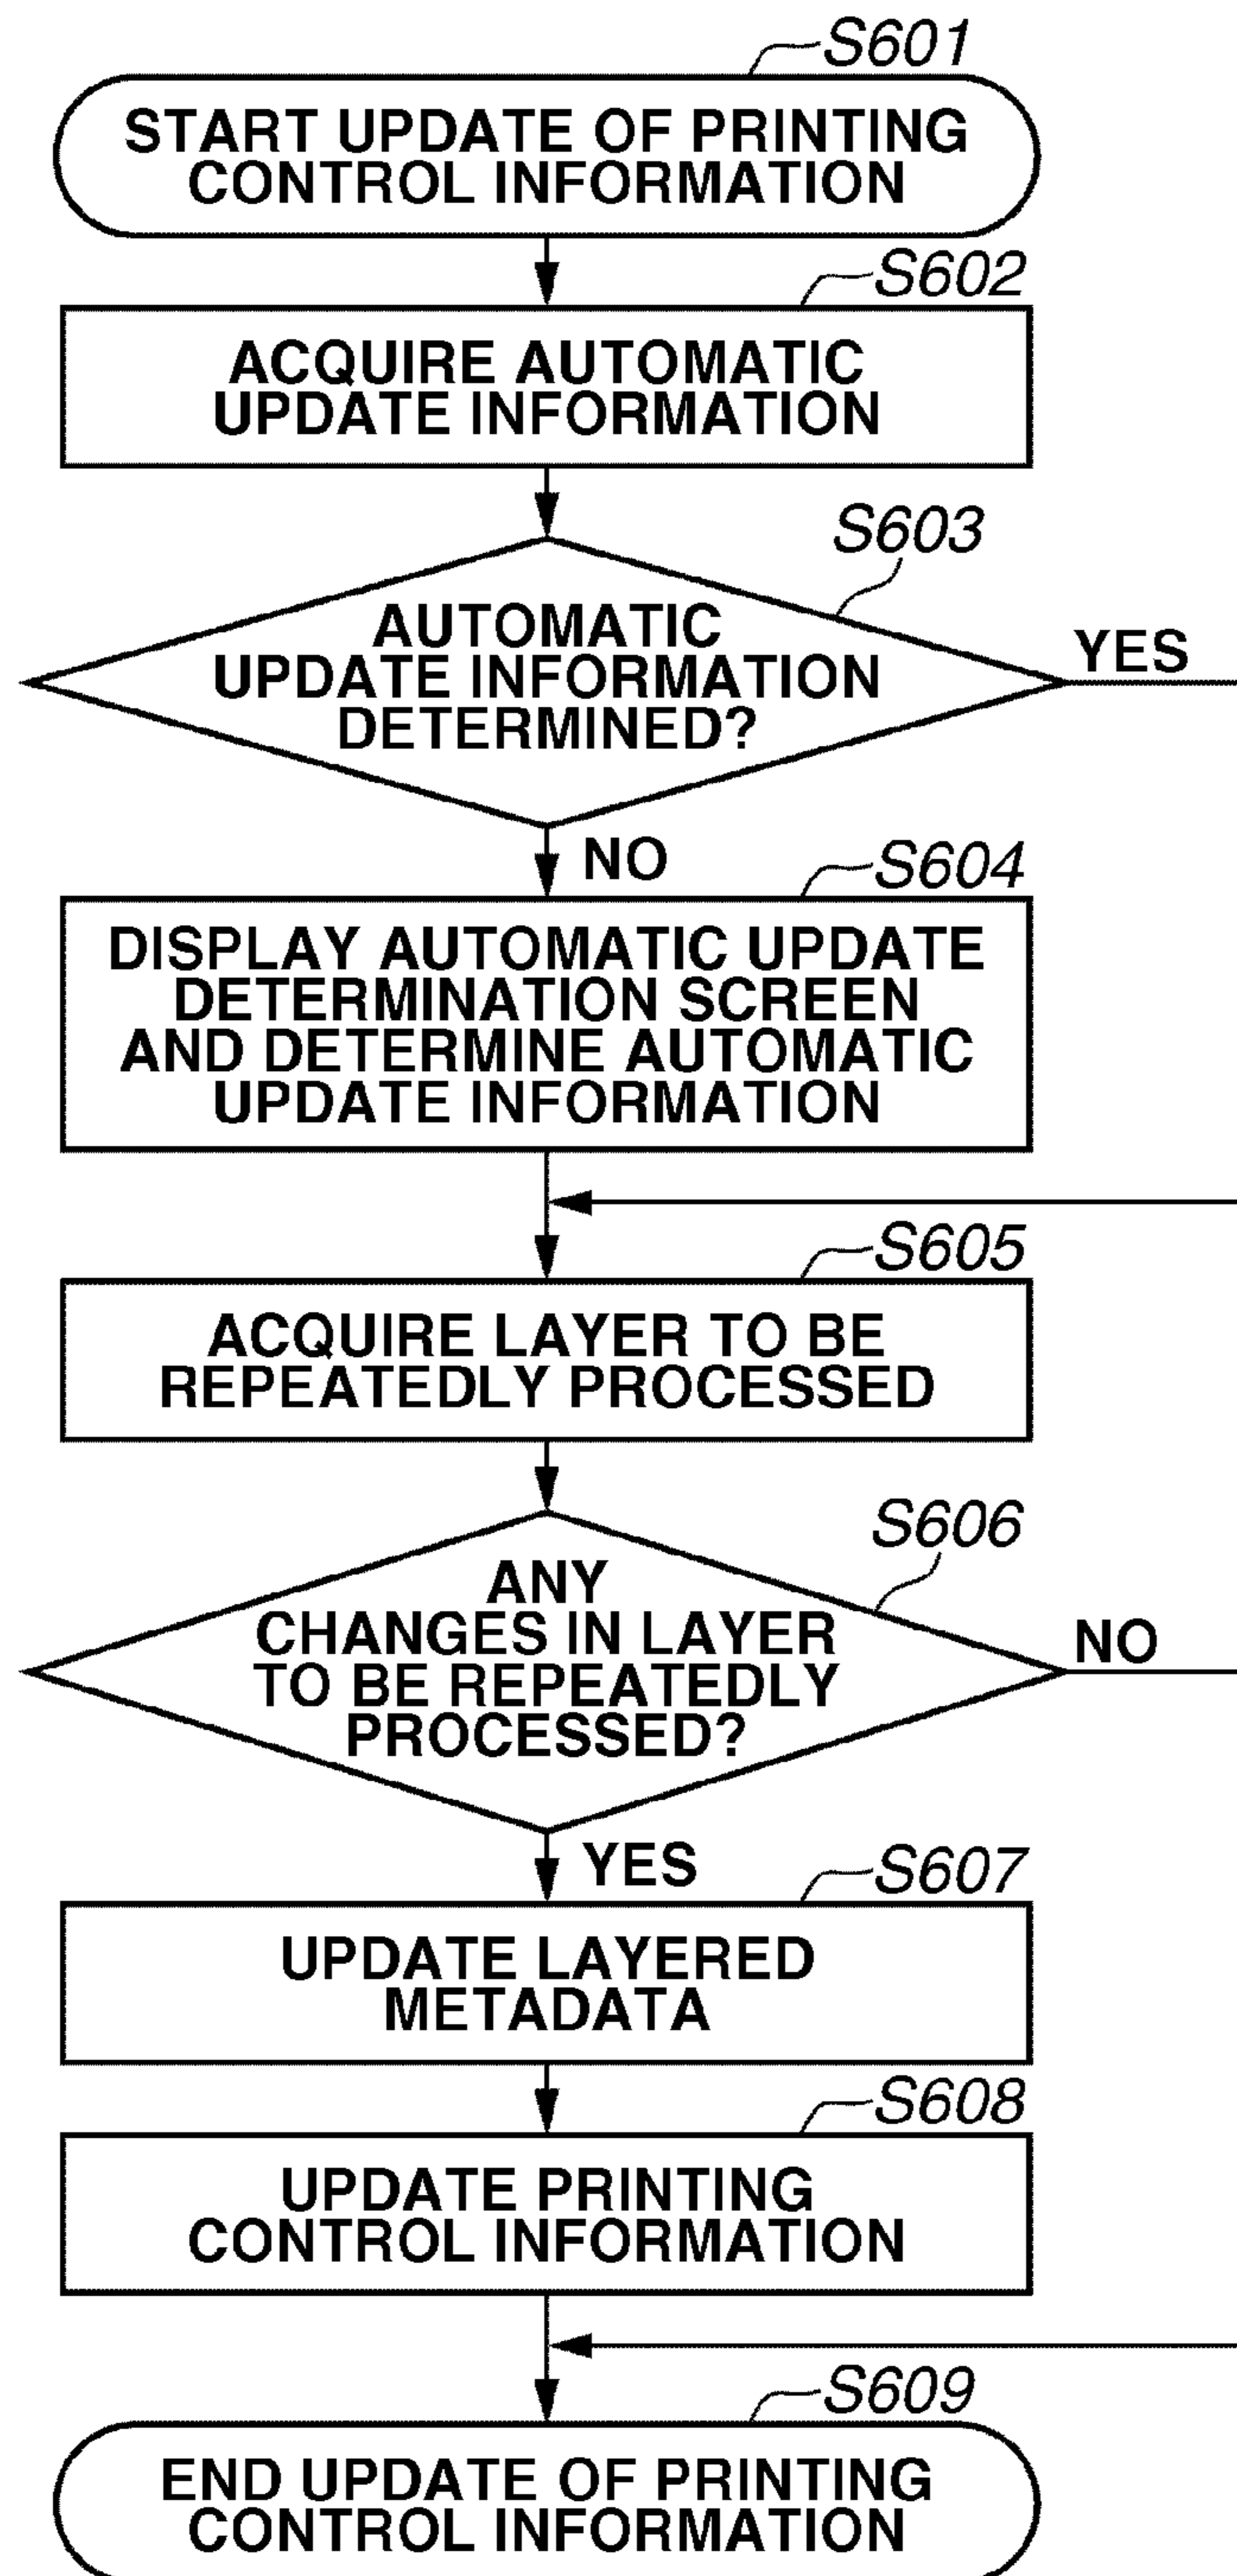 S601
START UPDATE OF PRINTING
CONTROL INFORMATION
S602
ACQUIRE AUTOMATIC
UPDATE INFORMATION
S603
AUTOMATIC
UPDATE INFORMATION
DETERMINED?
YES
NO
S604
DISPLAY AUTOMATIC UPDATE
DETERMINATION SCREEN
AND DETERMINE AUTOMATIC
UPDATE INFORMATION
S605
ACQUIRE LAYER TO BE
REPEATEDLY PROCESSED
S606
ANY
CHANGES IN LAYER
TO BE REPEATEDLY
PROCESSED?
NO
YES
S607
UPDATE LAYERED
METADATA
S608
UPDATE PRINTING
CONTROL INFORMATION
S609
END UPDATE OF PRINTING
CONTROL INFORMATION